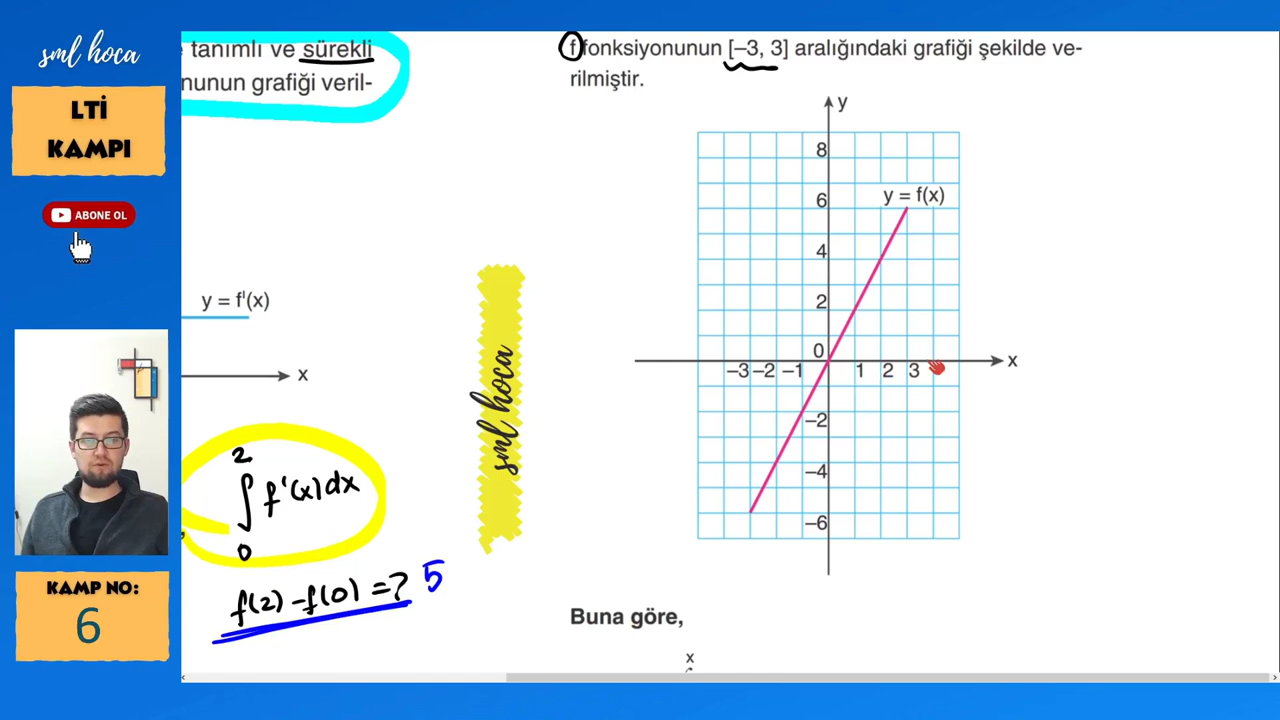 sml hoca
LTİ
KAMPI
ABONE OL
KAMP NO:
6
tanımlı ve sürekli
nunun grafiği veril-
y = f'(x)
x
2
∫ f'(x) dx
0
f(2) - f(0) = ? 5
sml hoca
f fonksiyonunun [–3, 3] aralığındaki grafiği şekilde ve-
rilmiştir.
y
8
y = f(x)
6
4
2
0
–3 –2 –1 1 2 3 x
–2
–4
–6
Buna göre,
x